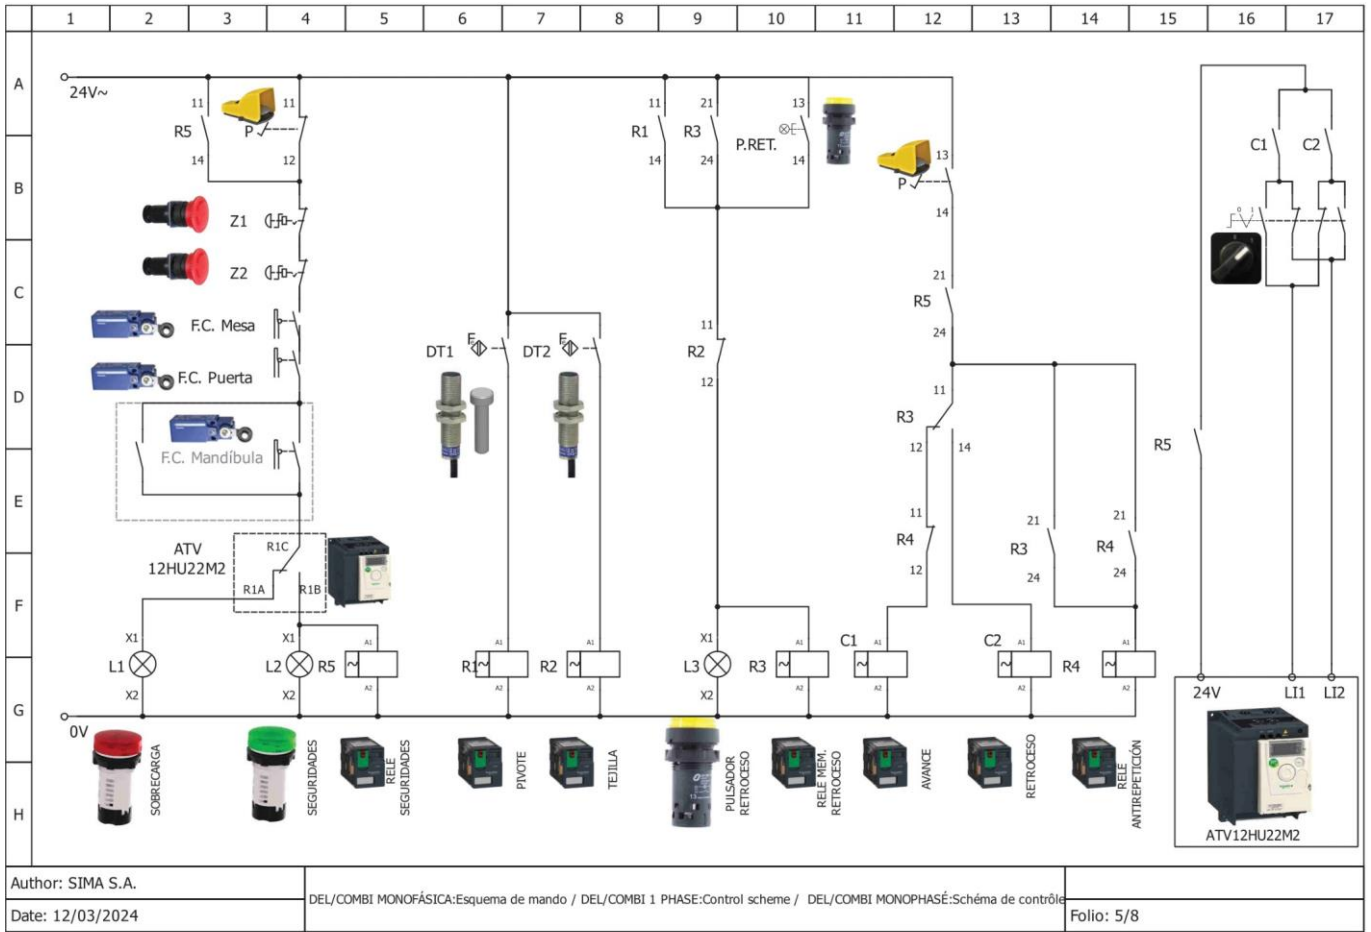 1 2 3 4 5 6 7 8 9 10 11 12 13 14 15 16 17
A
B
C
D
E
F
G
H
24V~
11
R5
14
P
11
12
Z1
Z2
F.C. Mesa
F.C. Puerta
F.C. Mandíbula
ATV
12HU22M2
R1C
R1A
R1B
X1
L1
X2
X1
L2
X2
R5
A1
A2
DT1
DT2
R1
A1
A2
R2
A1
A2
11
R1
14
21
R3
24
13
P.RET.
14
11
R2
12
X1
L3
X2
R3
A1
A2
13
P
14
21
R5
24
11
R3
12
14
11
R4
12
21
R3
24
21
R4
24
C1
A1
A2
C2
A1
A2
R4
A1
A2
C1
C2
0 1
R5
24V
LI1
LI2
ATV12HU22M2
0V
SOBRECARGA
SEGURIDADES
RELÉ
SEGURIDADES
PIVOTE
TEJILLA
PULSADOR
RETROCESO
RELE MEM.
RETROCESO
AVANCE
RETROCESO
RELE
ANTIREPETICIÓN
Author: SIMA S.A.
Date: 12/03/2024
DEL/COMBI MONOFÁSICA:Esquema de mando / DEL/COMBI 1 PHASE:Control scheme / DEL/COMBI MONOPHASÉ:Schéma de contrôle
Folio: 5/8